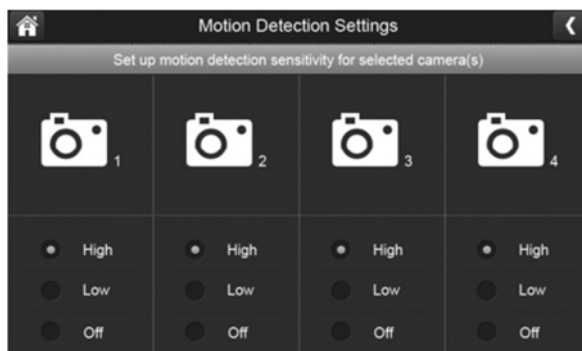 Motion Detection Settings
Set up motion detection sensitivity for selected camera(s)
1 2 3 4
High High High High
Low Low Low Low
Off Off Off Off